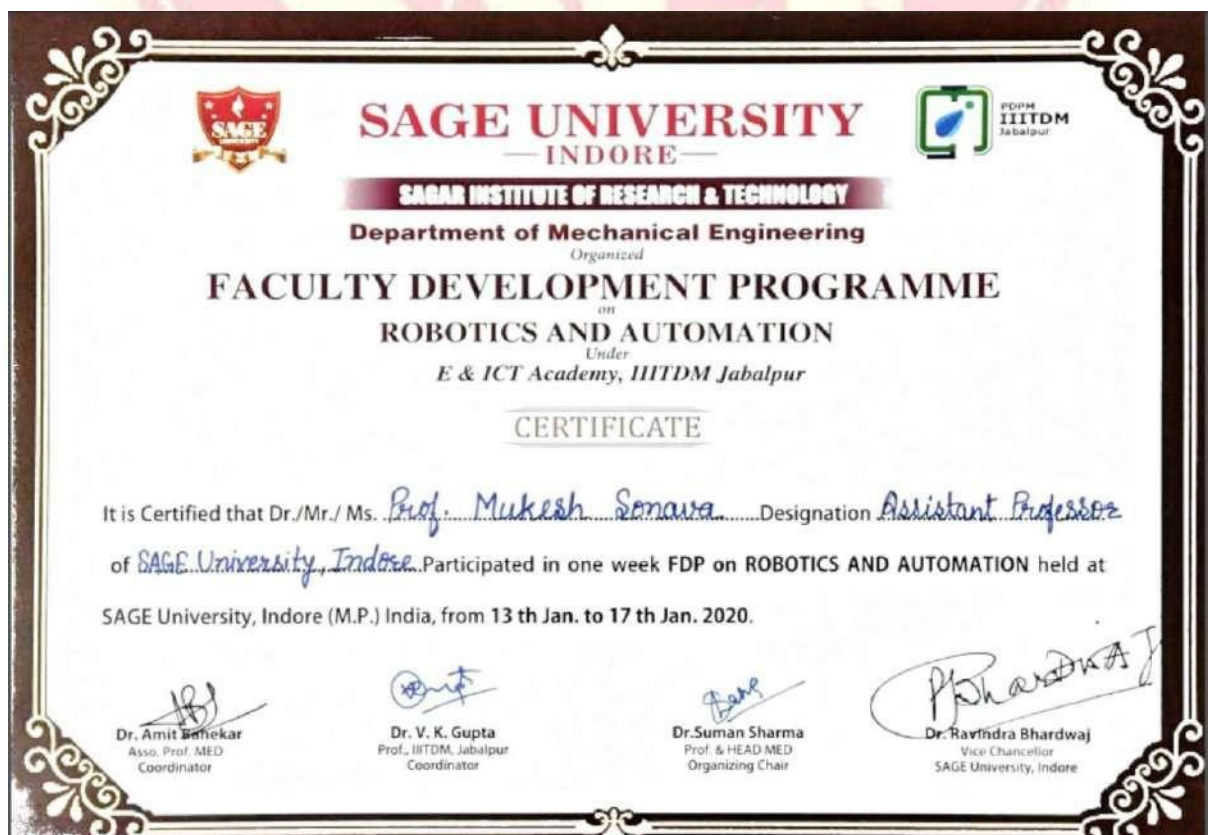 SAGE
UNIVERSITY
SAGE UNIVERSITY
INDORE
PDPM
IIITDM
Jabalpur
SAGAR INSTITUTE OF RESEARCH & TECHNOLOGY
Department of Mechanical Engineering
Organized
FACULTY DEVELOPMENT PROGRAMME
on
ROBOTICS AND AUTOMATION
Under
E & ICT Academy, IIITDM Jabalpur
CERTIFICATE
It is Certified that Dr./Mr./ Ms. Prof. Mukesh Sonava Designation Assistant Professor
of SAGE University, Indore Participated in one week FDP on ROBOTICS AND AUTOMATION held at
SAGE University, Indore (M.P.) India, from 13 th Jan. to 17 th Jan. 2020.
Dr. Amit Bahekar
Asso. Prof. MED
Coordinator
Dr. V. K. Gupta
Prof., IIITDM, Jabalpur
Coordinator
Dr.Suman Sharma
Prof. & HEAD MED
Organizing Chair
Dr. Ravindra Bhardwaj
Vice Chancellor
SAGE University, Indore